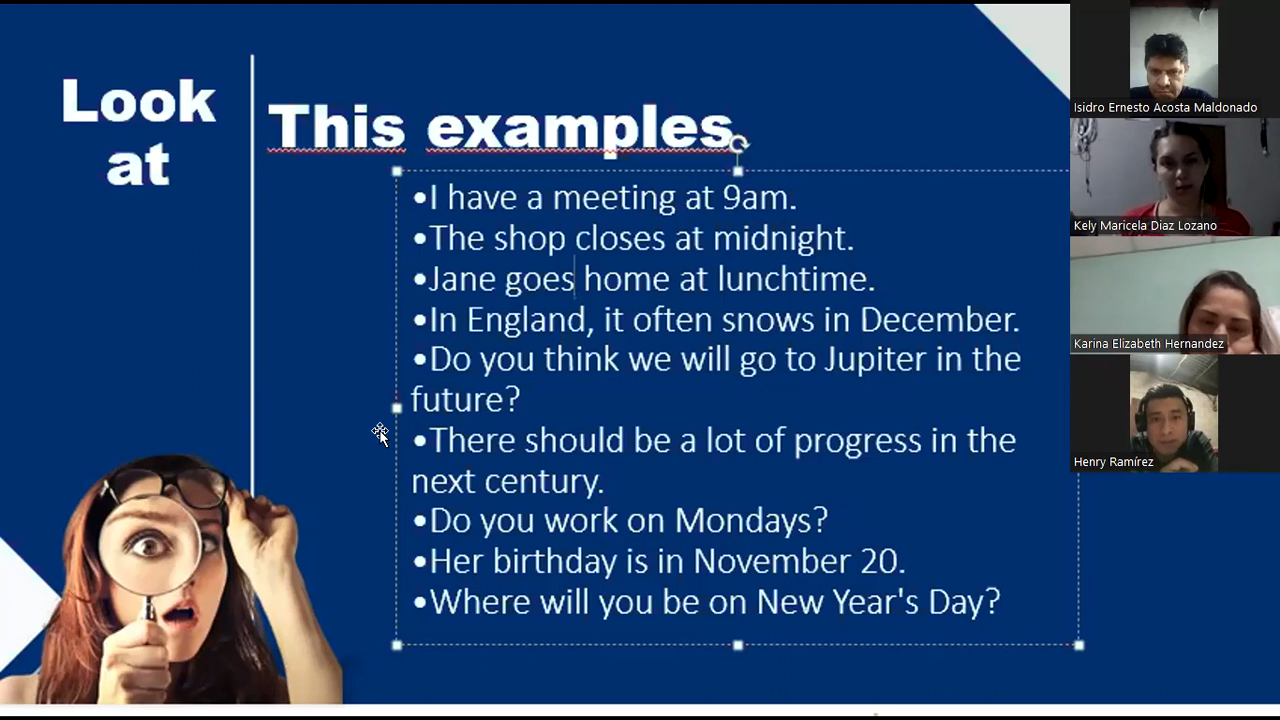 Look
at
This examples
•I have a meeting at 9am.
•The shop closes at midnight.
•Jane goes home at lunchtime.
•In England, it often snows in December.
•Do you think we will go to Jupiter in the
future?
•There should be a lot of progress in the
next century.
•Do you work on Mondays?
•Her birthday is in November 20.
•Where will you be on New Year's Day?
Isidro Ernesto Acosta Maldonado
Kely Maricela Diaz Lozano
Karina Elizabeth Hernandez
Henry Ramírez